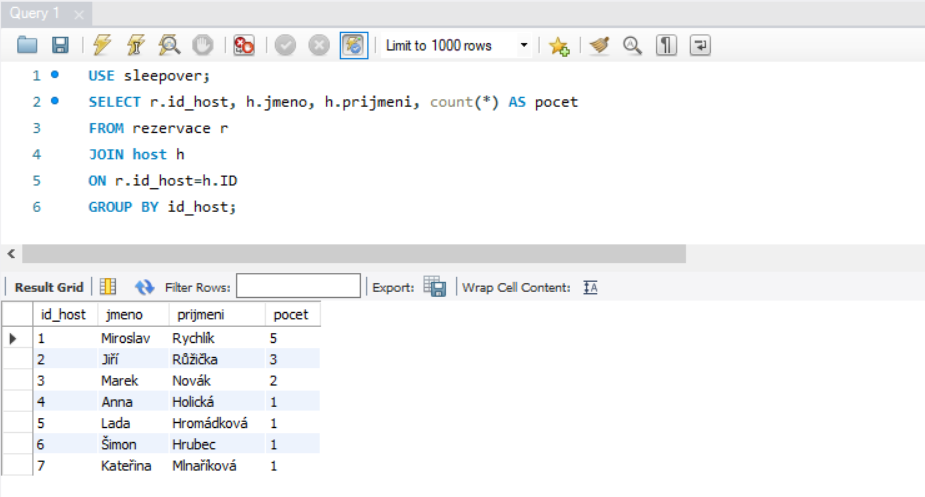 Query 1
Limit to 1000 rows
1 USE sleepover;
2 SELECT r.id_host, h.jmeno, h.prijmeni, count(*) AS pocet
3 FROM rezervace r
4 JOIN host h
5 ON r.id_host=h.ID
6 GROUP BY id_host;
Result Grid Filter Rows: Export: Wrap Cell Content: IA
id_host jmeno prijmeni pocet
1 Miroslav Rychlík 5
2 Jiří Růžička 3
3 Marek Novák 2
4 Anna Holická 1
5 Lada Hromádková 1
6 Šimon Hrubec 1
7 Kateřina Mlnaříková 1